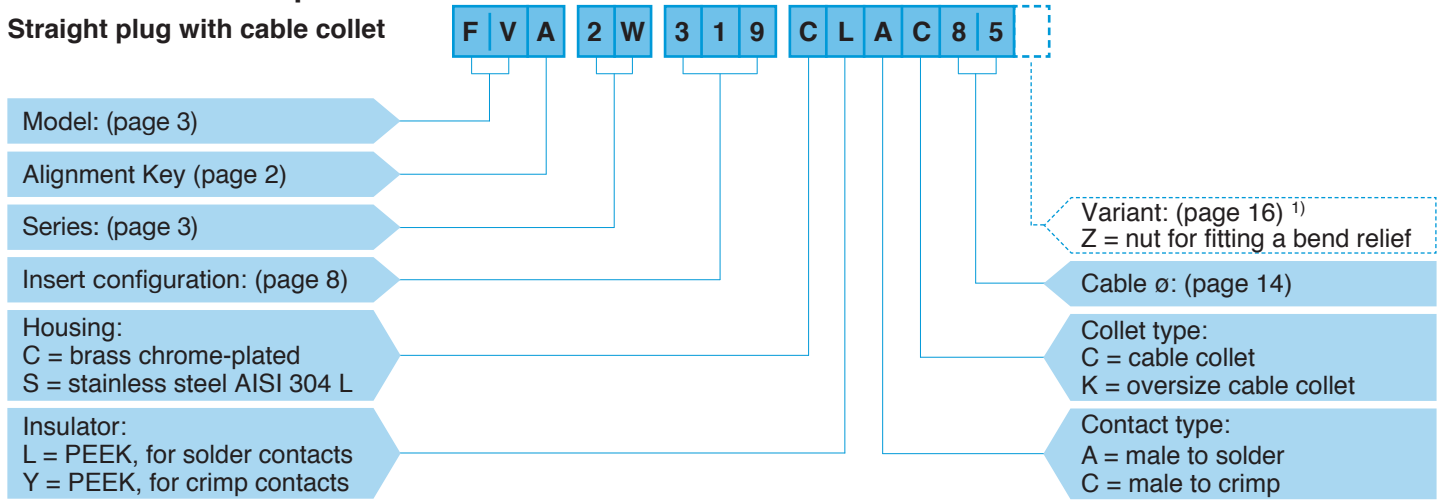 Straight plug with cable collet
F V A 2 W 3 1 9 C L A C 8 5
Model: (page 3)
Alignment Key (page 2)
Series: (page 3)
Insert configuration: (page 8)
Housing:
C = brass chrome-plated
S = stainless steel AISI 304 L
Insulator:
L = PEEK, for solder contacts
Y = PEEK, for crimp contacts
Variant: (page 16) ¹⁾
Z = nut for fitting a bend relief
Cable ø: (page 14)
Collet type:
C = cable collet
K = oversize cable collet
Contact type:
A = male to solder
C = male to crimp